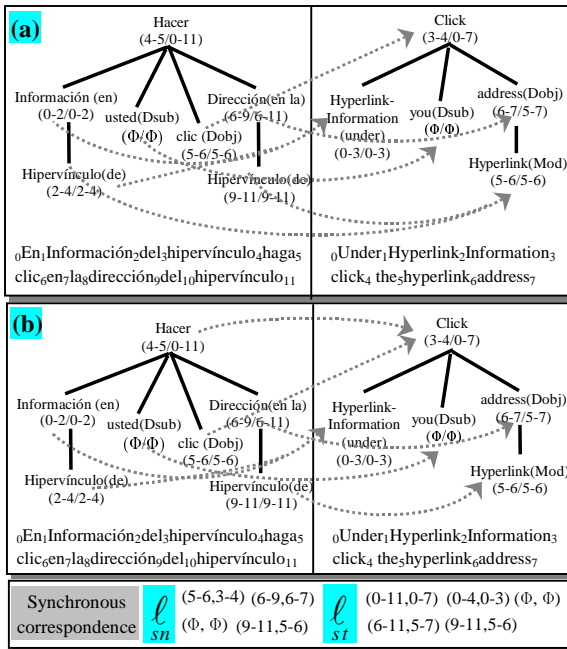 (a)
Hacer
(4-5/0-11)
Información (en)
(0-2/0-2)
usted(Dsub)
(Φ/Φ)
clic (Dobj)
(5-6/5-6)
Dirección(en la)
(6-9/6-11)
Hipervínculo(de)
(2-4/2-4)
Hipervínculo(de)
(9-11/9-11)
₀En₁Información₂del₃hipervínculo₄haga₅
clic₆en₇la₈dirección₉del₁₀hipervínculo₁₁
Click
(3-4/0-7)
Hyperlink-
Information
(under)
(0-3/0-3)
you(Dsub)
(Φ/Φ)
address(Dobj)
(6-7/5-7)
Hyperlink(Mod)
(5-6/5-6)
₀Under₁Hyperlink₂Information₃
click₄ the₅hyperlink₆address₇
(b)
Hacer
(4-5/0-11)
Información (en)
(0-2/0-2)
usted(Dsub)
(Φ/Φ)
clic (Dobj)
(5-6/5-6)
Dirección(en la)
(6-9/6-11)
Hipervínculo(de)
(2-4/2-4)
Hipervínculo(de)
(9-11/9-11)
₀En₁Información₂del₃hipervínculo₄haga₅
clic₆en₇la₈dirección₉del₁₀hipervínculo₁₁
Click
(3-4/0-7)
Hyperlink-
Information
(under)
(0-3/0-3)
you(Dsub)
(Φ/Φ)
address(Dobj)
(6-7/5-7)
Hyperlink(Mod)
(5-6/5-6)
₀Under₁Hyperlink₂Information₃
click₄ the₅hyperlink₆address₇
Synchronous
correspondence
ℓ sn
(5-6,3-4) (6-9,6-7)
(Φ, Φ) (9-11,5-6)
ℓ st
(0-11,0-7) (0-4,0-3) (Φ, Φ)
(6-11,5-7) (9-11,5-6)